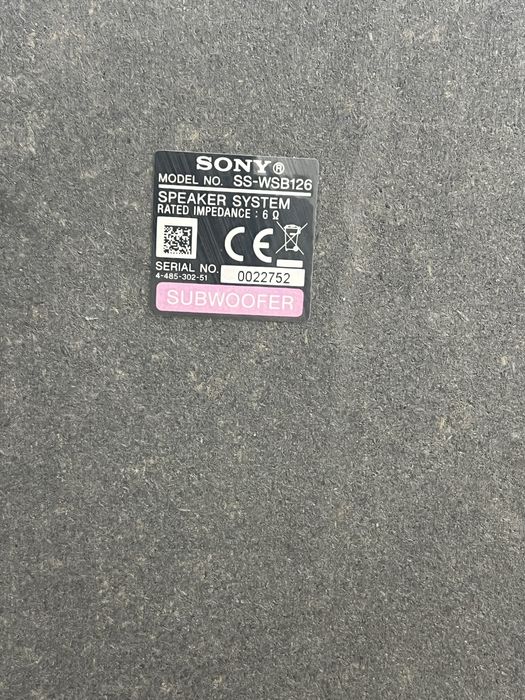 SONY®
MODEL NO. SS-WSB126
SPEAKER SYSTEM
RATED IMPEDANCE : 6 Ω
CE
SERIAL NO. 0022752
4-485-302-51
SUBWOOFER